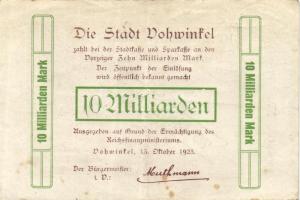 Die Stadt Vohwinkel
zahlt bei der Stadtkasse und Sparkasse an den
Vorzeiger Zehn Milliarden Mark.
Der Zeitpunkt der Einlösung
wird öffentlich bekannt gemacht
10 Milliarden Mark
10 Milliarden
10 Milliarden Mark
Ausgegeben auf Grund der Ermächtigung des
Reichsfinanzministeriums.
Vohwinkel, 15. Oktober 1923.
Der Bürgermeister:
i. V.: Muthmann